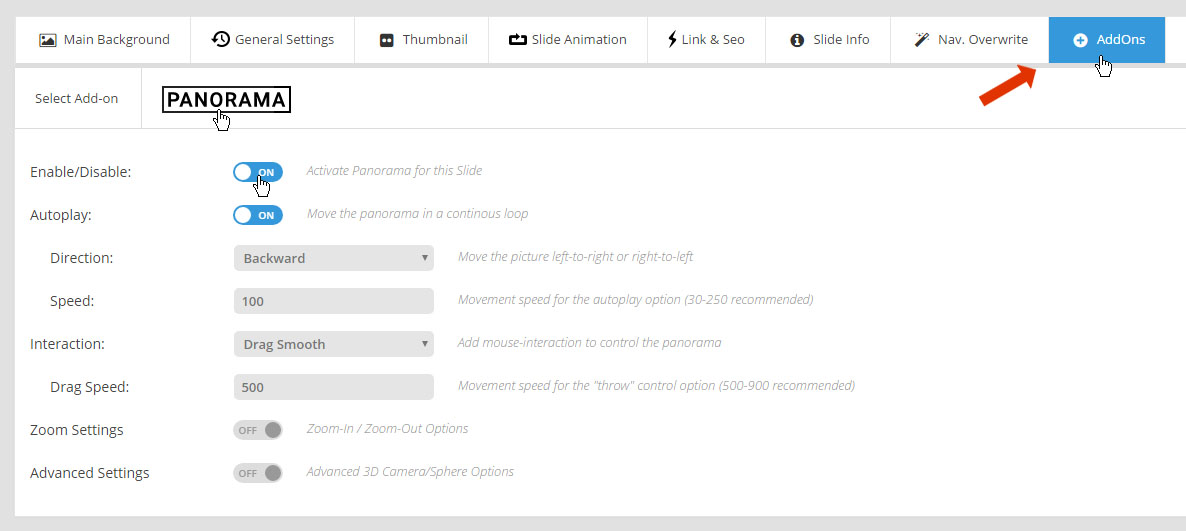 Main Background General Settings Thumbnail Slide Animation Link & Seo Slide Info Nav. Overwrite AddOns
Select Add-on PANORAMA
Enable/Disable: ON Activate Panorama for this Slide
Autoplay: ON Move the panorama in a continous loop
Direction: Backward Move the picture left-to-right or right-to-left
Speed: 100 Movement speed for the autoplay option (30-250 recommended)
Interaction: Drag Smooth Add mouse-interaction to control the panorama
Drag Speed: 500 Movement speed for the "throw" control option (500-900 recommended)
Zoom Settings OFF Zoom-In / Zoom-Out Options
Advanced Settings OFF Advanced 3D Camera/Sphere Options